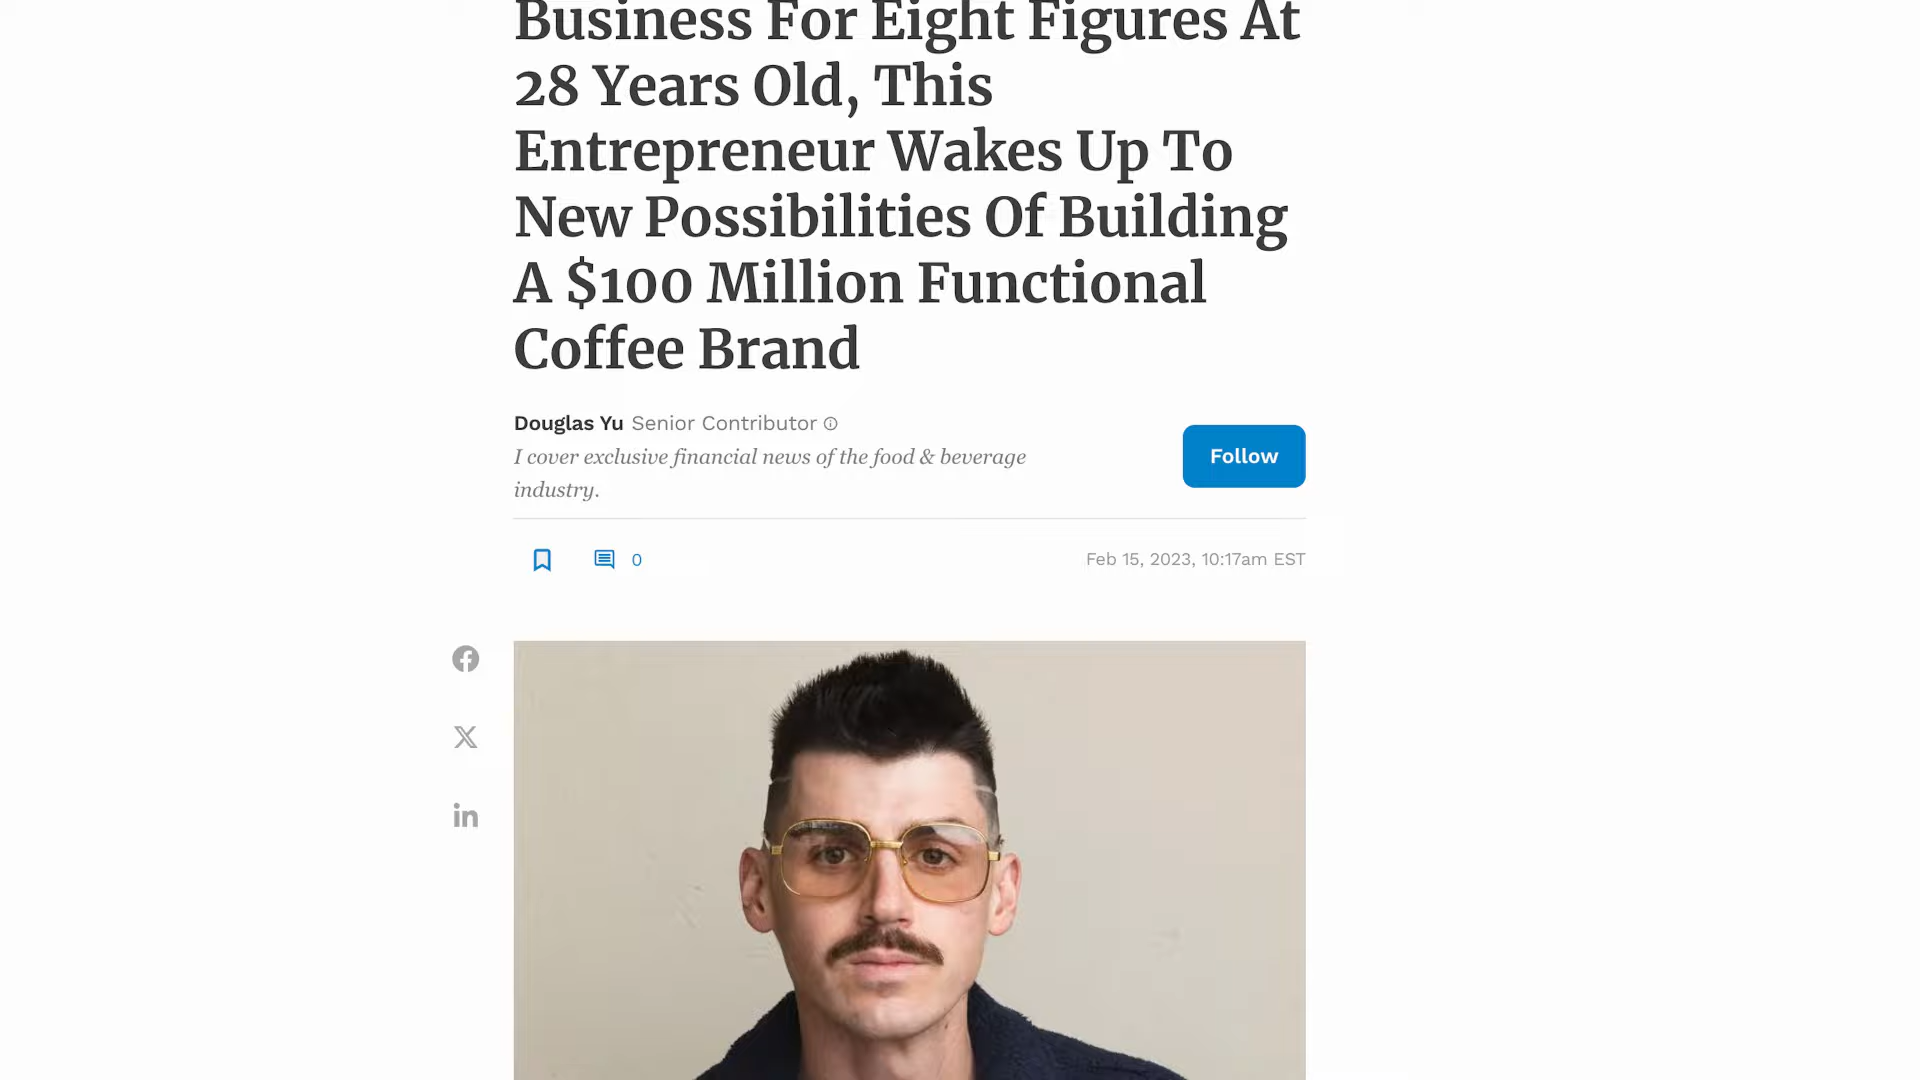 Business For Eight Figures At
28 Years Old, This
Entrepreneur Wakes Up To
New Possibilities Of Building
A $100 Million Functional
Coffee Brand
Douglas Yu Senior Contributor
I cover exclusive financial news of the food & beverage
industry.
Follow
0
Feb 15, 2023, 10:17am EST